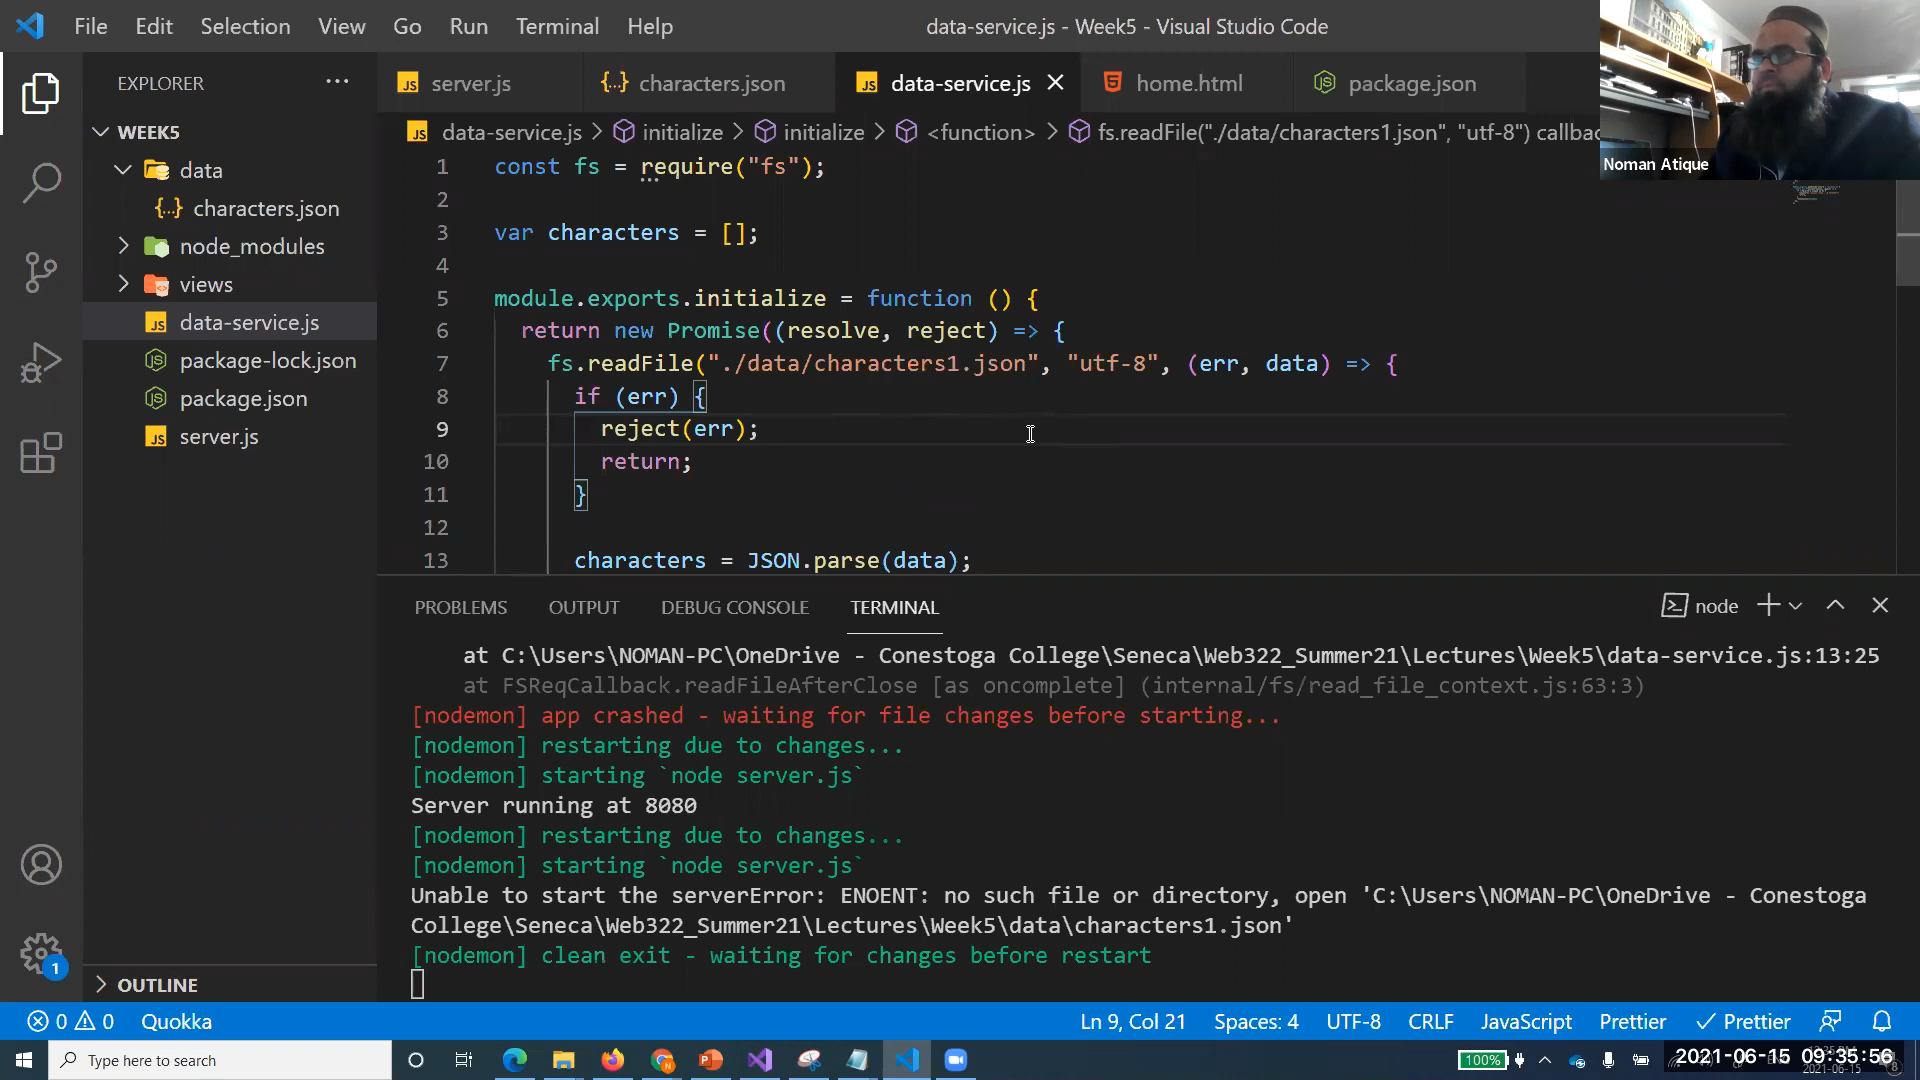 File Edit Selection View Go Run Terminal Help
data-service.js - Week5 - Visual Studio Code
Noman Atique
EXPLORER
WEEK5
data
characters.json
node_modules
views
data-service.js
package-lock.json
package.json
server.js
OUTLINE
server.js characters.json data-service.js home.html package.json
data-service.js > initialize > initialize > <function> > fs.readFile("./data/characters1.json", "utf-8") callba
1 const fs = require("fs");
2
3 var characters = [];
4
5 module.exports.initialize = function () {
6 return new Promise((resolve, reject) => {
7 fs.readFile("./data/characters1.json", "utf-8", (err, data) => {
8 if (err) {
9 reject(err);
10 return;
11 }
12
13 characters = JSON.parse(data);
PROBLEMS OUTPUT DEBUG CONSOLE TERMINAL
node
at C:\Users\NOMAN-PC\OneDrive - Conestoga College\Seneca\Web322_Summer21\Lectures\Week5\data-service.js:13:25
at FSReqCallback.readFileAfterClose [as oncomplete] (internal/fs/read_file_context.js:63:3)
[nodemon] app crashed - waiting for file changes before starting...
[nodemon] restarting due to changes...
[nodemon] starting `node server.js`
Server running at 8080
[nodemon] restarting due to changes...
[nodemon] starting `node server.js`
Unable to start the serverError: ENOENT: no such file or directory, open 'C:\Users\NOMAN-PC\OneDrive - Conestoga
College\Seneca\Web322_Summer21\Lectures\Week5\data\characters1.json'
[nodemon] clean exit - waiting for changes before restart
1
0 0 Quokka
Ln 9, Col 21 Spaces: 4 UTF-8 CRLF JavaScript Prettier Prettier
Type here to search
100%
2021-06-15 09:35:56
2021-06-15